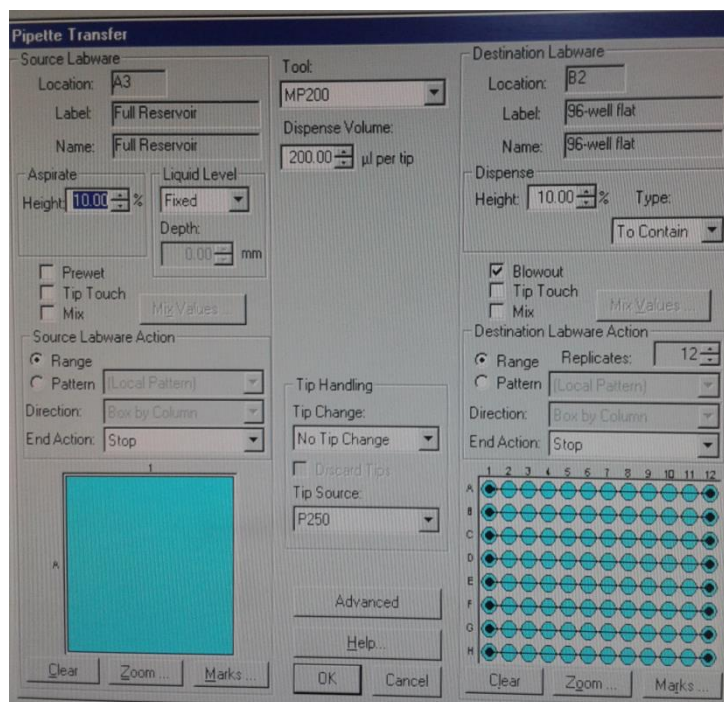 Pipette Transfer
Source Labware
Location: A3
Label: Full Reservoir
Name: Full Reservoir
Aspirate
Height: 10.00 %
Liquid Level
Fixed
Depth:
0.00 mm
Prewet
Tip Touch
Mix
Mix Values ...
Source Labware Action
Range
Pattern (Local Pattern)
Direction: Box by Column
End Action: Stop
1
A
Clear Zoom ... Marks ...
Tool:
MP200
Dispense Volume:
200.00 µl per tip
Tip Handling
Tip Change:
No Tip Change
Discard Tips
Tip Source:
P250
Advanced
Help...
OK Cancel
Destination Labware
Location: B2
Label: 96-well flat
Name: 96-well flat
Dispense
Height: 10.00 % Type:
To Contain
Blowout
Tip Touch
Mix
Mix Values ...
Destination Labware Action
Range Replicates: 12
Pattern (Local Pattern)
Direction: Box by Column
End Action: Stop
1 2 3 4 5 6 7 8 9 10 11 12
A
B
C
D
E
F
G
H
Clear Zoom ... Marks ...